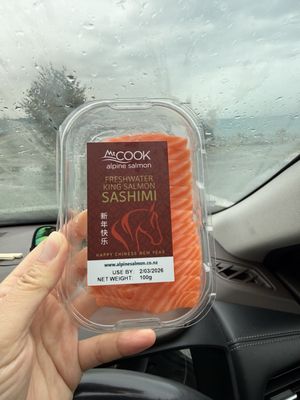 Mt COOK
alpine salmon
FRESHWATER
KING SALMON
SASHIMI
新年快乐
HAPPY CHINESE NEW YEAR
www.alpinesalmon.co.nz
USE BY: 2/03/2026
NET WEIGHT: 100g